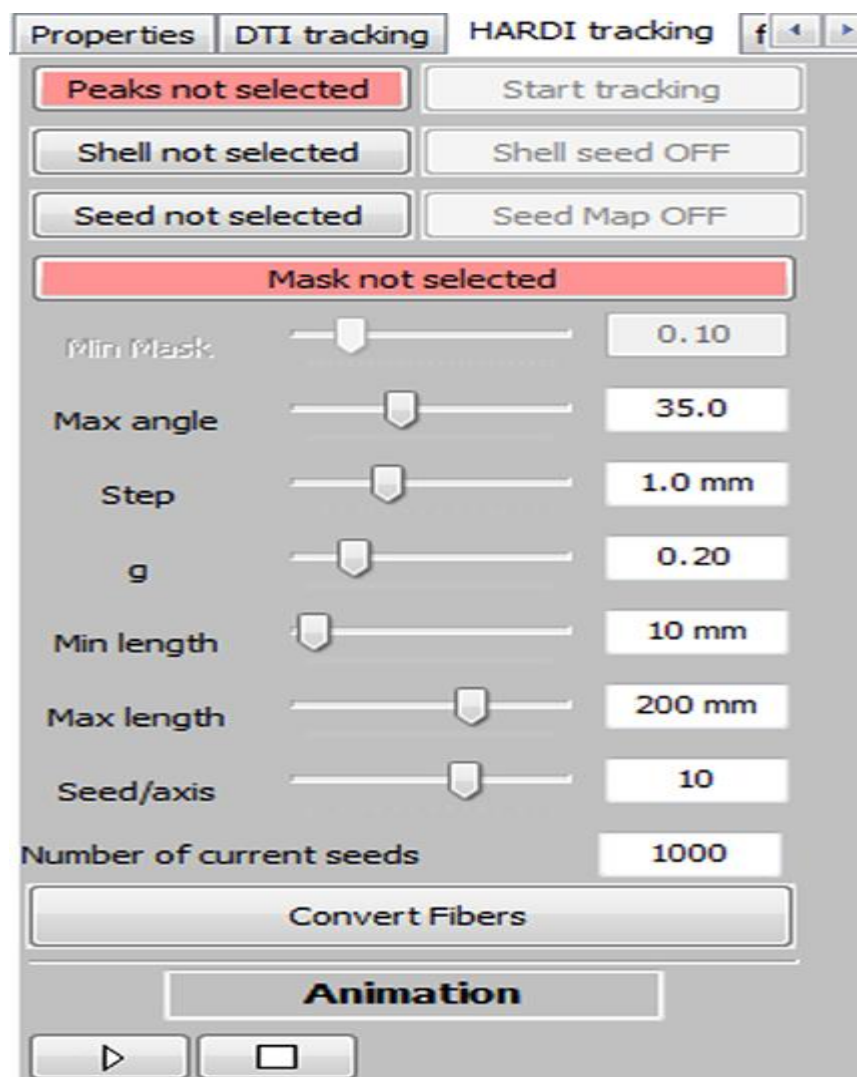 Properties DTI tracking HARDI tracking f
Peaks not selected Start tracking
Shell not selected Shell seed OFF
Seed not selected Seed Map OFF
Mask not selected
Min Mask 0.10
Max angle 35.0
Step 1.0 mm
g 0.20
Min length 10 mm
Max length 200 mm
Seed/axis 10
Number of current seeds 1000
Convert Fibers
Animation